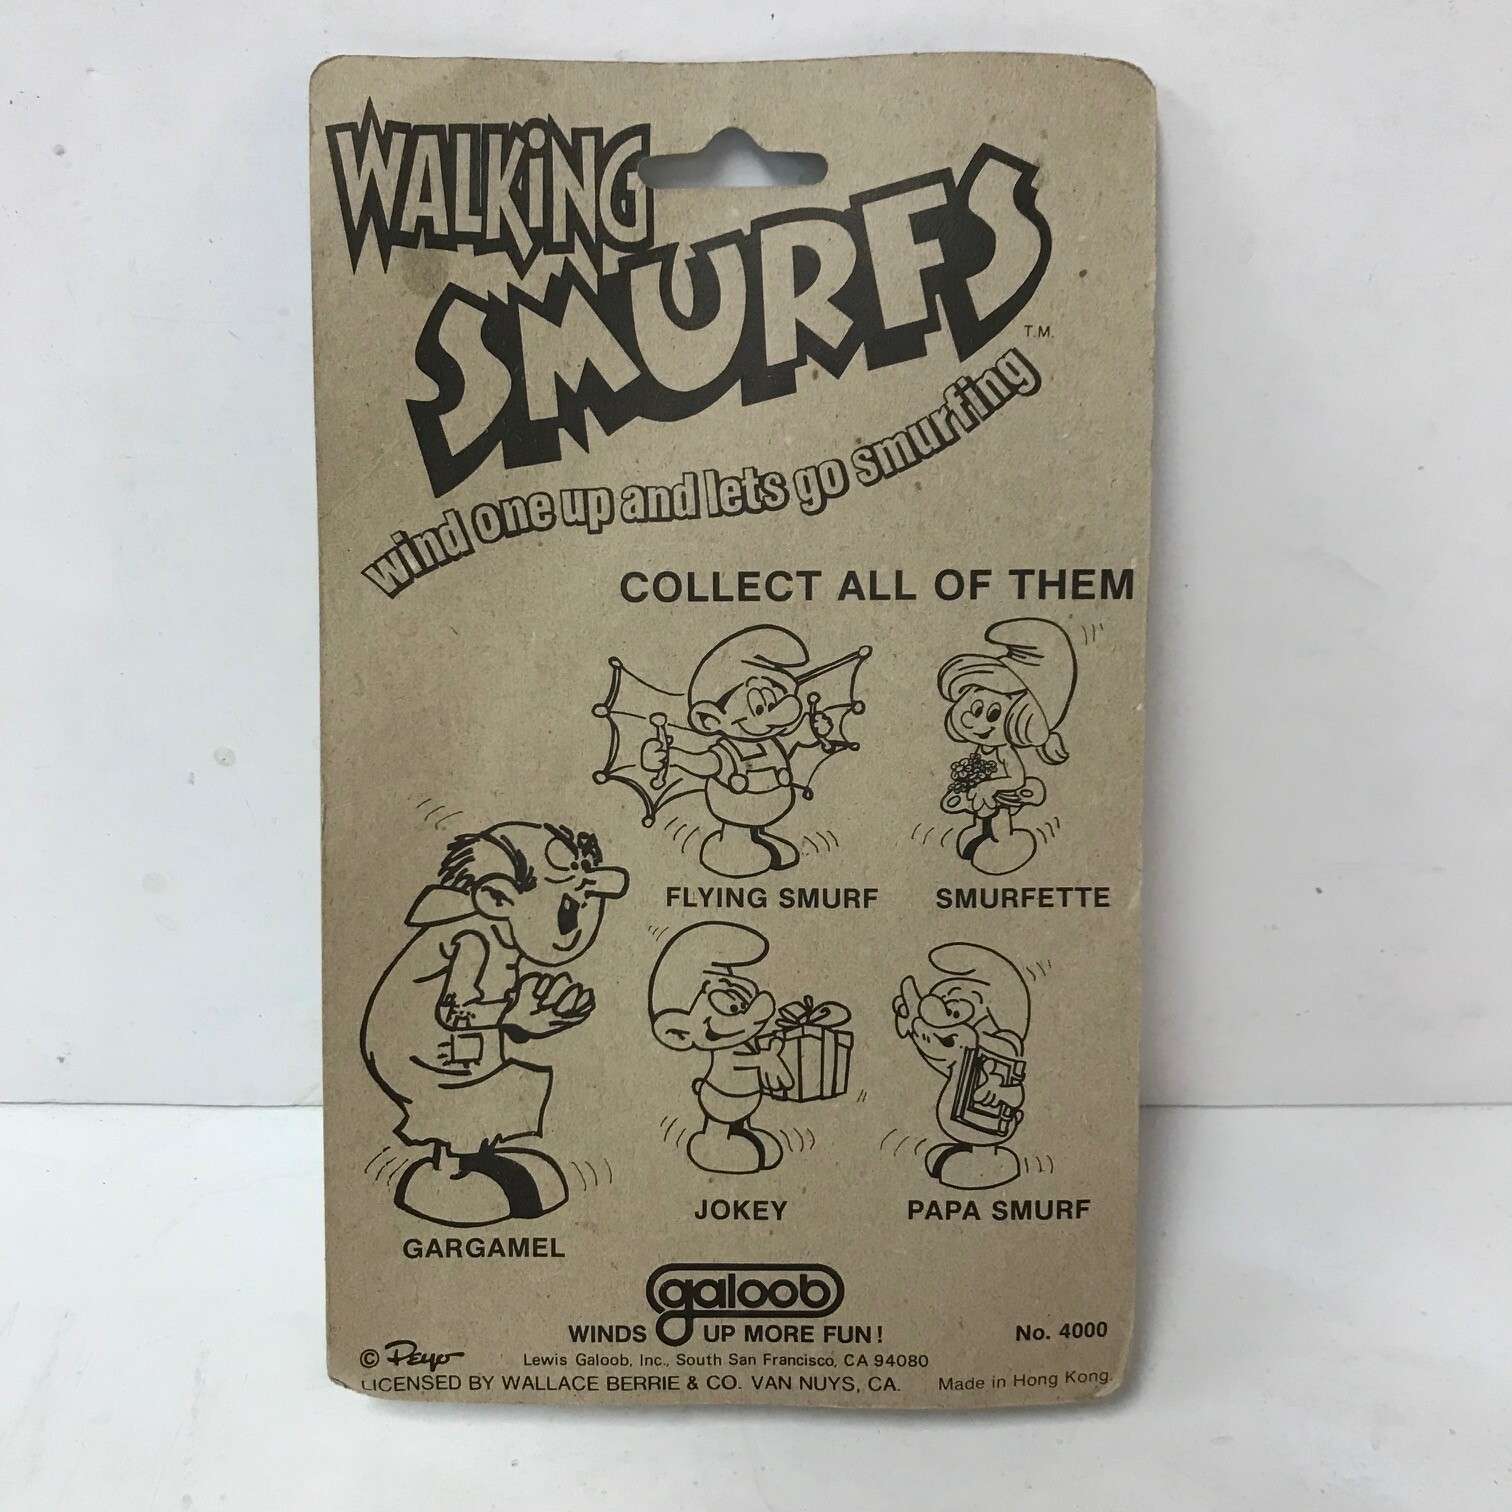 WALKiNG
SMURFS
T.M.
wind one up and lets go smurfing
COLLECT ALL OF THEM
FLYING SMURF
SMURFETTE
JOKEY
PAPA SMURF
GARGAMEL
galoob
WINDS UP MORE FUN!
No. 4000
© Peyo
Lewis Galoob, Inc., South San Francisco, CA 94080
LICENSED BY WALLACE BERRIE & CO. VAN NUYS, CA.
Made in Hong Kong.